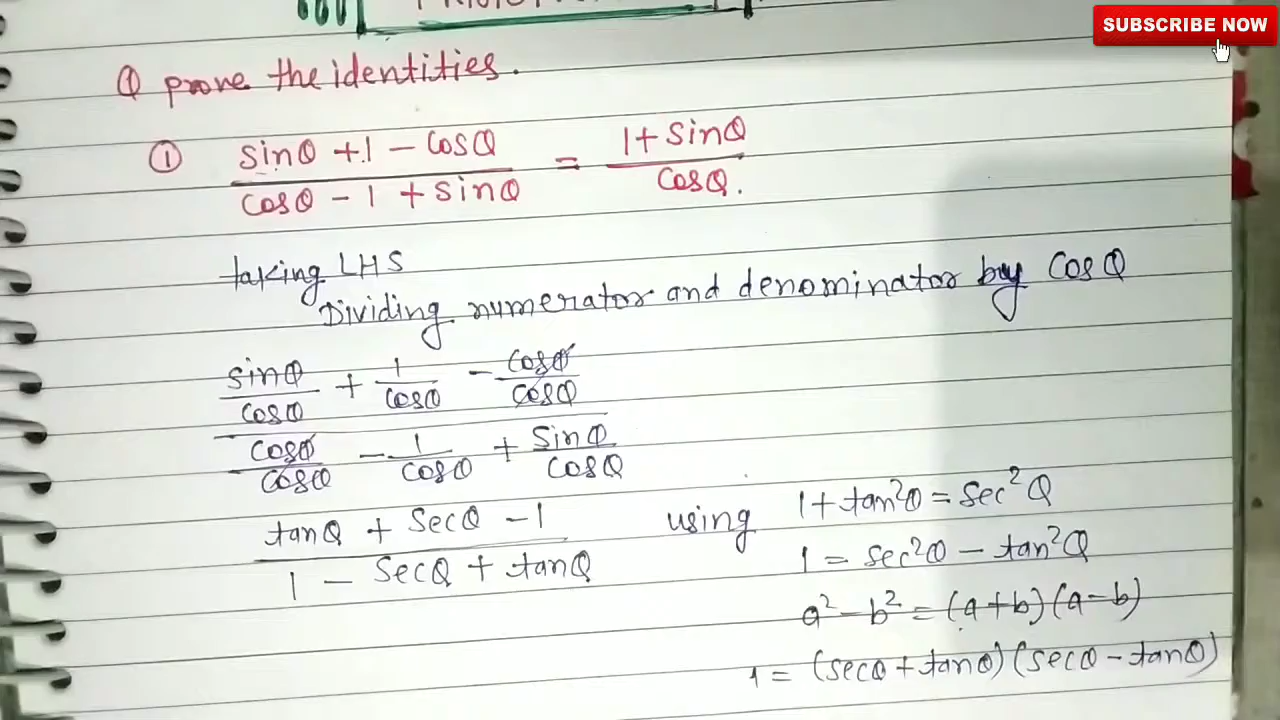 SUBSCRIBE NOW
Q prove the identities.
① sinθ + 1 - cosθ / cosθ - 1 + sinθ = 1 + sinθ / cosθ.
taking LHS
Dividing numerator and denominator by cosθ
sinθ/cosθ + 1/cosθ - cosθ/cosθ
cosθ/cosθ - 1/cosθ + sinθ/cosθ
tanθ + secθ - 1 / 1 - secθ + tanθ using 1 + tan²θ = sec²θ
1 = sec²θ - tan²θ
a² - b² = (a+b)(a-b)
1 = (secθ + tanθ)(secθ - tanθ)